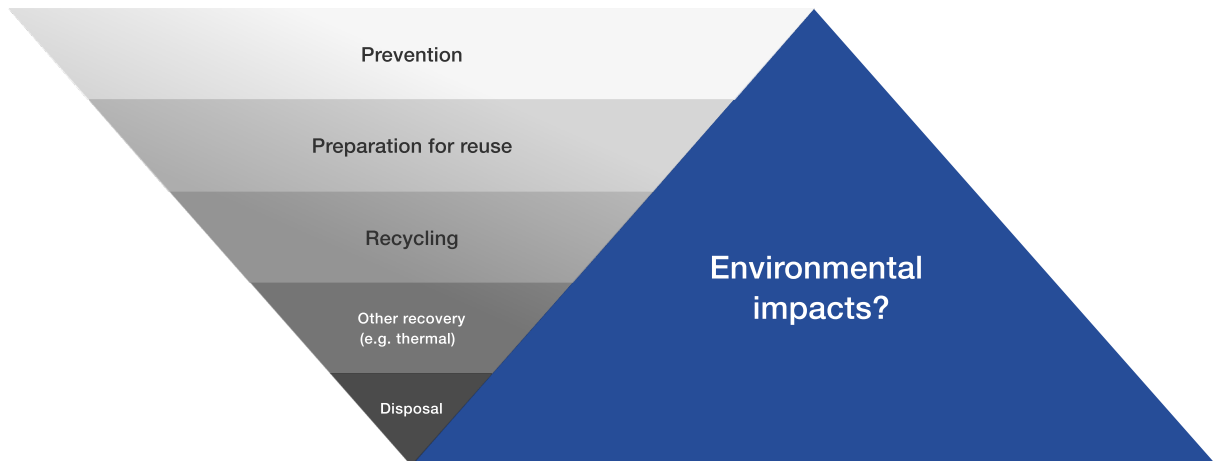 Prevention
Preparation for reuse
Recycling
Other recovery
(e.g. thermal)
Disposal
Environmental
impacts?